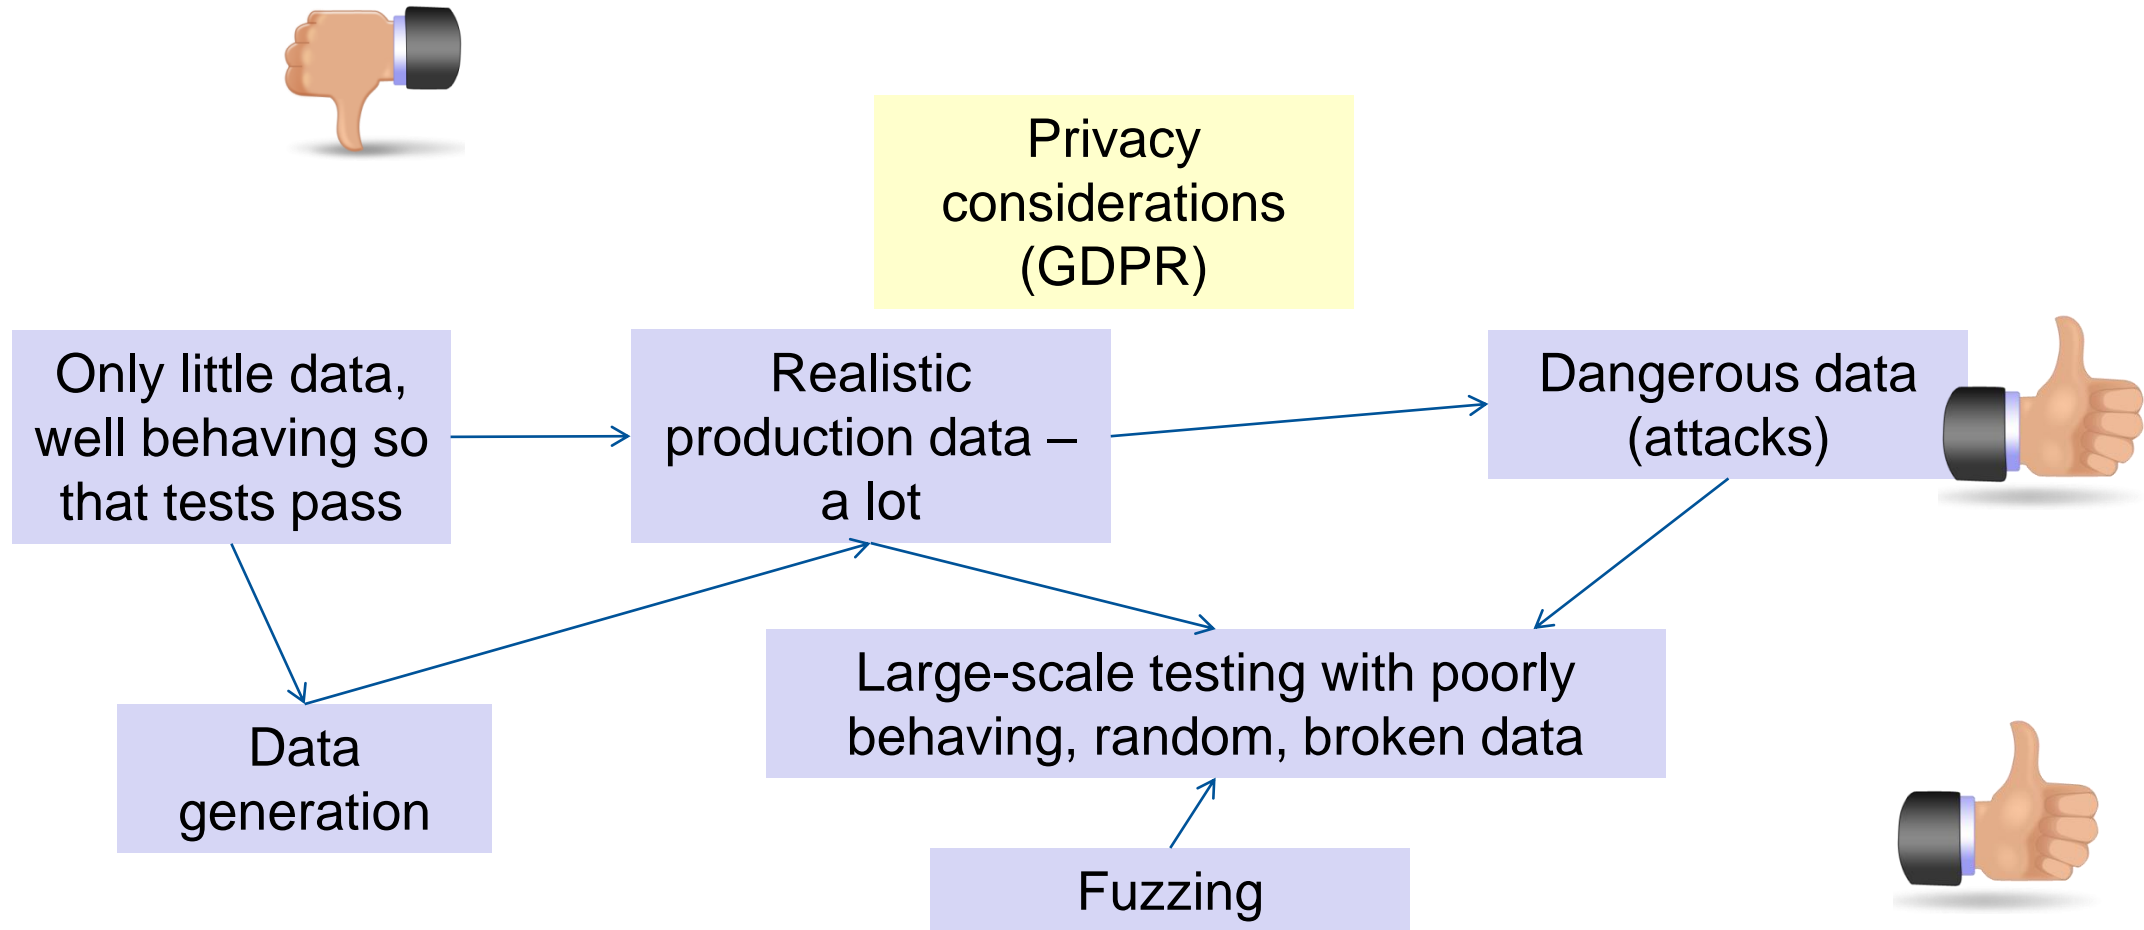 Privacy
considerations
(GDPR)
Only little data,
well behaving so
that tests pass
Realistic
production data –
a lot
Dangerous data
(attacks)
Large-scale testing with poorly
behaving, random, broken data
Data
generation
Fuzzing